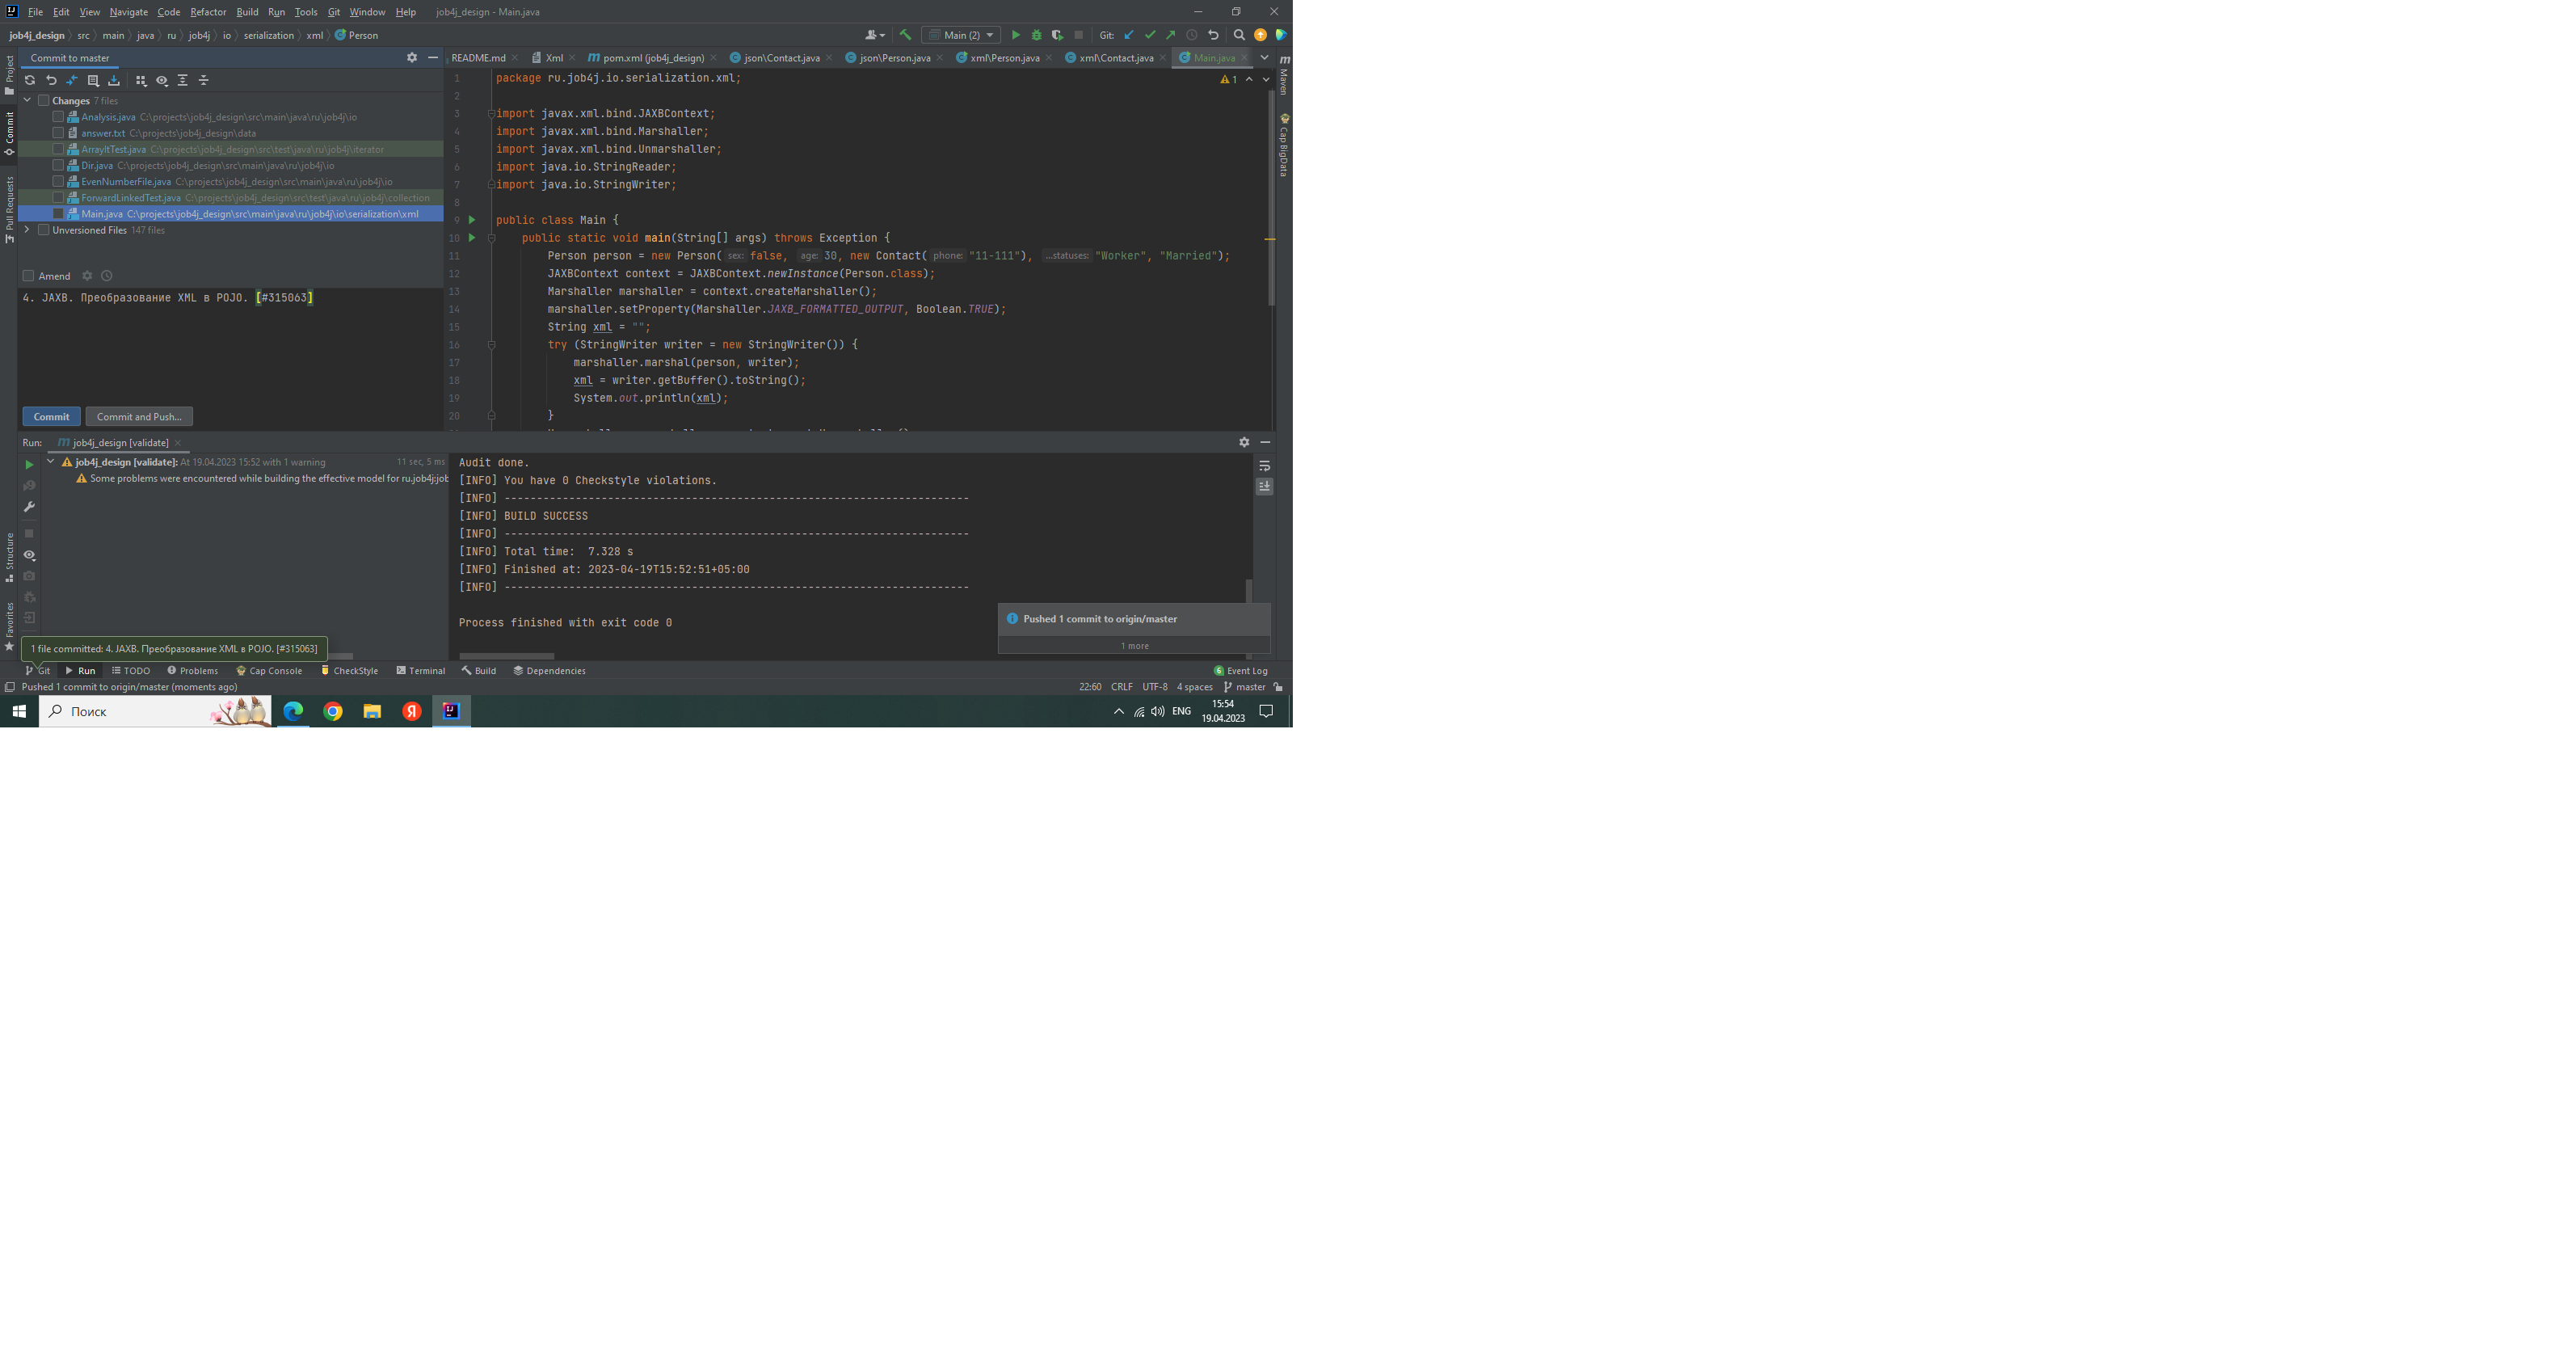 File Edit View Navigate Code Refactor Build Run Tools Git Window Help job4j_design - Main.java
job4j_design src main java ru job4j io serialization xml Person
Main (2) Git:
Commit to master
README.md Xml pom.xml (job4j_design) json\Contact.java json\Person.java xml\Person.java xml\Contact.java Main.java
Project
Commit
Pull Requests
Changes 7 files
Analysis.java C:\projects\job4j_design\src\main\java\ru\job4j\io
answer.txt C:\projects\job4j_design\data
ArrayItTest.java C:\projects\job4j_design\src\test\java\ru\job4j\iterator
Dir.java C:\projects\job4j_design\src\main\java\ru\job4j\io
EvenNumberFile.java C:\projects\job4j_design\src\main\java\ru\job4j\io
ForwardLinkedTest.java C:\projects\job4j_design\src\test\java\ru\job4j\collection
Main.java C:\projects\job4j_design\src\main\java\ru\job4j\io\serialization\xml
Unversioned Files 147 files
Amend
4. JAXB. Преобразование XML в POJO. [#315063]
Commit Commit and Push...
1 package ru.job4j.io.serialization.xml;
2
3 import javax.xml.bind.JAXBContext;
4 import javax.xml.bind.Marshaller;
5 import javax.xml.bind.Unmarshaller;
6 import java.io.StringReader;
7 import java.io.StringWriter;
8
9 public class Main {
10 public static void main(String[] args) throws Exception {
11 Person person = new Person( sex: false, age: 30, new Contact( phone: "11-111"), ...statuses: "Worker", "Married");
12 JAXBContext context = JAXBContext.newInstance(Person.class);
13 Marshaller marshaller = context.createMarshaller();
14 marshaller.setProperty(Marshaller.JAXB_FORMATTED_OUTPUT, Boolean.TRUE);
15 String xml = "";
16 try (StringWriter writer = new StringWriter()) {
17 marshaller.marshal(person, writer);
18 xml = writer.getBuffer().toString();
19 System.out.println(xml);
20 }
1
Maven
Cap BigData
Run: job4j_design [validate]
job4j_design [validate]: At 19.04.2023 15:52 with 1 warning 11 sec, 5 ms
Some problems were encountered while building the effective model for ru.job4j:job
Structure
Favorites
Audit done.
[INFO] You have 0 Checkstyle violations.
[INFO] ------------------------------------------------------------------------
[INFO] BUILD SUCCESS
[INFO] ------------------------------------------------------------------------
[INFO] Total time:  7.328 s
[INFO] Finished at: 2023-04-19T15:52:51+05:00
[INFO] ------------------------------------------------------------------------
Process finished with exit code 0
Pushed 1 commit to origin/master
1 more
1 file committed: 4. JAXB. Преобразование XML в POJO. [#315063]
Git Run TODO Problems Cap Console CheckStyle Terminal Build Dependencies 6 Event Log
Pushed 1 commit to origin/master (moments ago) 22:60 CRLF UTF-8 4 spaces master
Поиск
ENG
15:54
19.04.2023